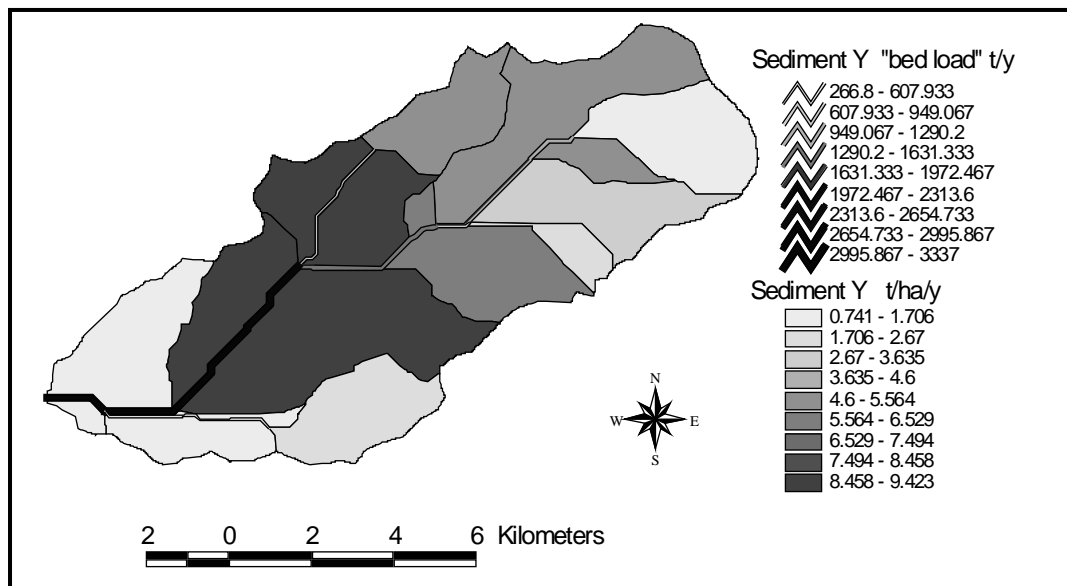 Sediment Y "bed load" t/y
266.8 - 607.933
607.933 - 949.067
949.067 - 1290.2
1290.2 - 1631.333
1631.333 - 1972.467
1972.467 - 2313.6
2313.6 - 2654.733
2654.733 - 2995.867
2995.867 - 3337
Sediment Y t/ha/y
0.741 - 1.706
1.706 - 2.67
2.67 - 3.635
3.635 - 4.6
4.6 - 5.564
5.564 - 6.529
6.529 - 7.494
7.494 - 8.458
8.458 - 9.423
N
W E
S
2 0 2 4 6 Kilometers